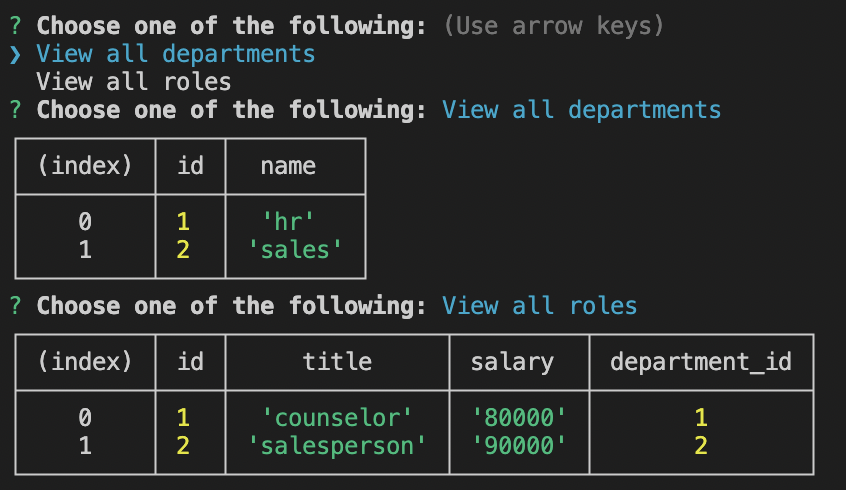 ? Choose one of the following: (Use arrow keys)
❯ View all departments
View all roles
? Choose one of the following: View all departments
(index) id name
0 1 'hr'
1 2 'sales'
? Choose one of the following: View all roles
(index) id title salary department_id
0 1 'counselor' '80000' 1
1 2 'salesperson' '90000' 2